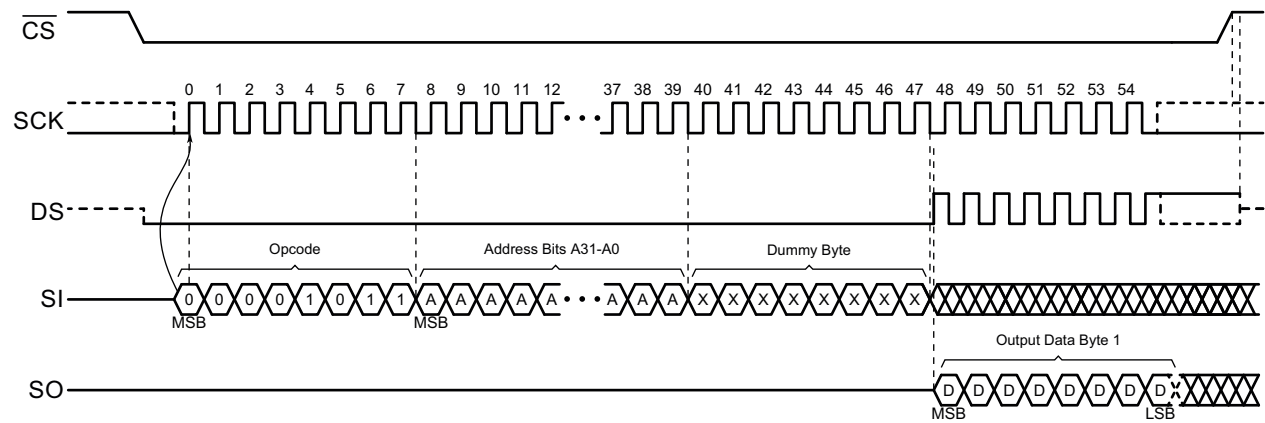 CS
0 1 2 3 4 5 6 7 8 9 10 11 12 37 38 39 40 41 42 43 44 45 46 47 48 49 50 51 52 53 54
SCK
DS
Opcode Address Bits A31-A0 Dummy Byte
SI 0 0 0 0 1 0 1 1 A A A A A A A A X X X X X X X X
MSB MSB
Output Data Byte 1
SO D D D D D D D D
MSB LSB